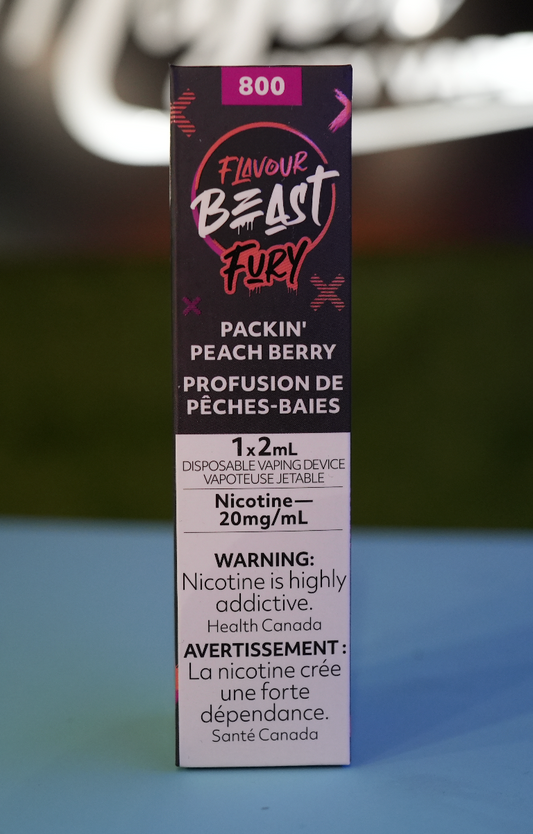 800
FLAVOUR
BEAST
FURY
PACKIN'
PEACH BERRY
PROFUSION DE
PÊCHES-BAIES
1x2mL
DISPOSABLE VAPING DEVICE
VAPOTEUSE JETABLE
Nicotine—
20mg/mL
WARNING:
Nicotine is highly
addictive.
Health Canada
AVERTISSEMENT :
La nicotine crée
une forte
dépendance.
Santé Canada